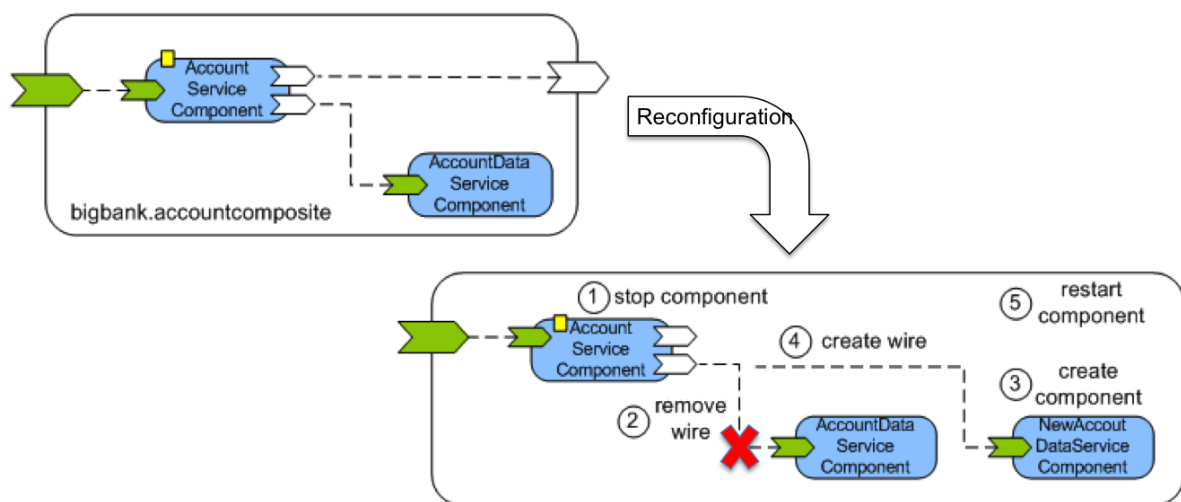 Account
Service
Component
AccountData
Service
Component
bigbank.accountcomposite
Reconfiguration
1 stop component
Account
Service
Component
2 remove
wire
4 create wire
5 restart
component
3 create
component
AccountData
Service
Component
NewAccout
DataService
Component